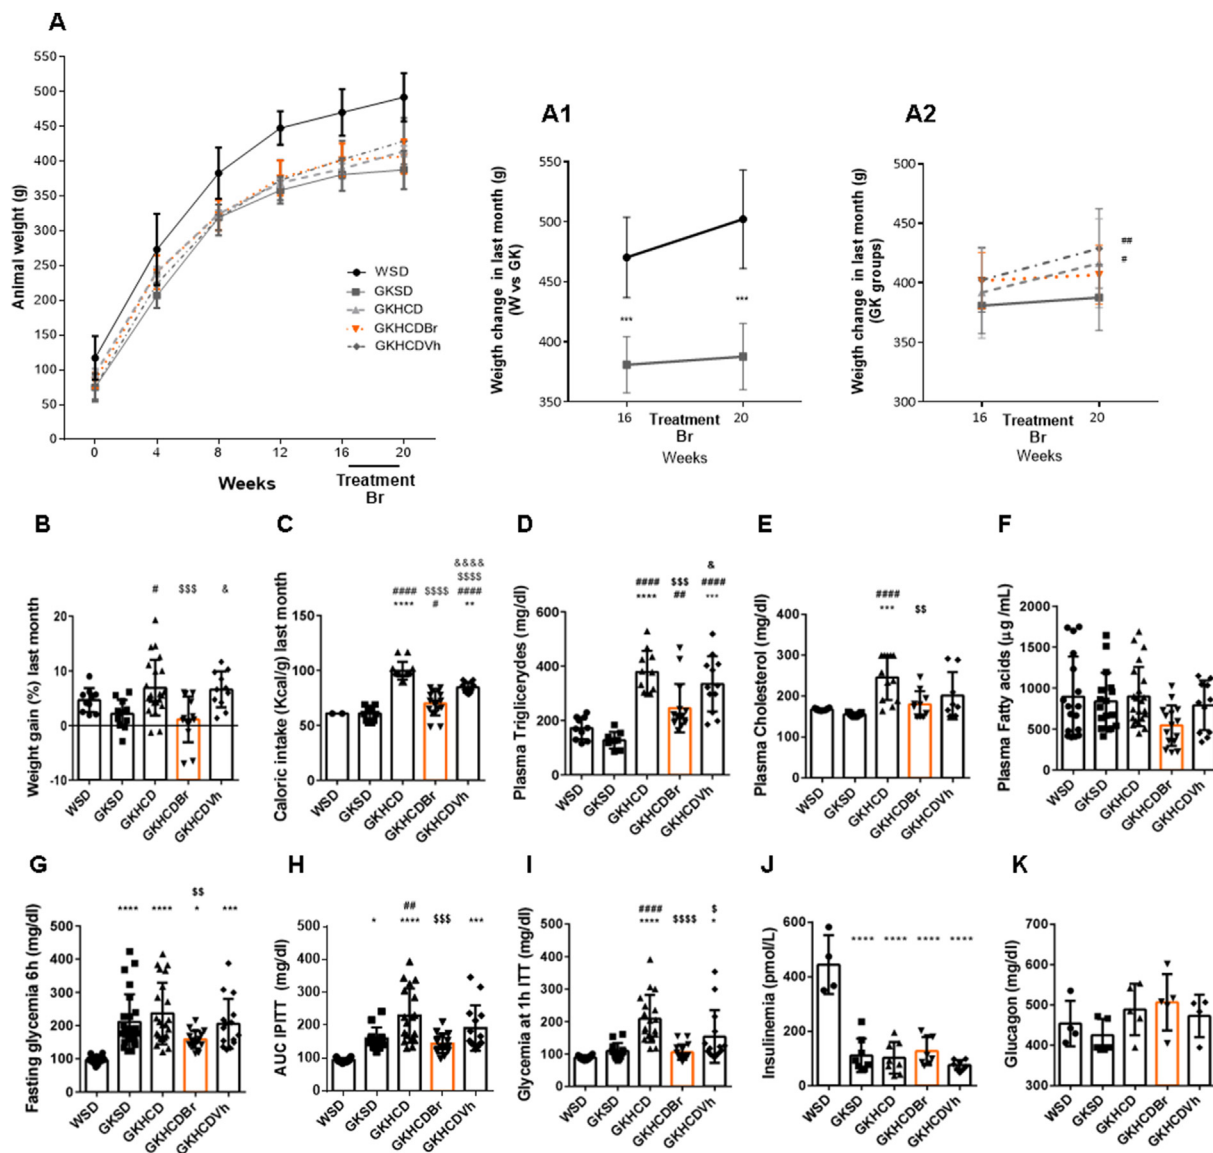 A
550
500
450
400
350
300
250
200
150
100
50
0
Animal weight (g)
WSD
GKSD
GKHCD
GKHCDBr
GKHCDVh
0 4 8 12 16 20
Weeks
Treatment
Br
A1
550
500
450
400
350
Weigth change in last month (g)
(W vs GK)
***
***
16 Treatment 20
Br
Weeks
A2
500
450
400
350
300
Weigth change in last month (g)
(GK groups)
##
#
16 Treatment 20
Br
Weeks
B
Weight gain (%) last month
20
10
0
-10
# $$$ &
WSD GKSD GKHCD GKHCDBr GKHCDVh
C
Caloric intake (Kcal/g) last month
150
100
50
0
&&&&
$$$$
#### $$$$ ####
**** # **
WSD GKSD GKHCD GKHCDBr GKHCDVh
D
Plasma Triglicerydes (mg/dl)
600
400
200
0
&
#### $$$ ####
**** ## ***
WSD GKSD GKHCD GKHCDBr GKHCDVh
E
Plasma Cholesterol (mg/dl)
400
300
200
100
0
####
*** $$
WSD GKSD GKHCD GKHCDBr GKHCDVh
F
Plasma Fatty acids (µg /mL)
2000
1500
1000
500
0
WSD GKSD GKHCD GKHCDBr GKHCDVh
G
Fasting glycemia 6h (mg/dl)
500
400
300
200
100
0
$$
**** **** * ***
WSD GKSD GKHCD GKHCDBr GKHCDVh
H
AUC IPITT (mg/dl)
500
400
300
200
100
0
##
* **** $$$ ***
WSD GKSD GKHCD GKHCDBr GKHCDVh
I
Glycemia at 1h ITT (mg/dl)
500
400
300
200
100
0
#### $$$$ $
**** *
WSD GKSD GKHCD GKHCDBr GKHCDVh
J
Insulinemia (pmol/L)
600
400
200
0
**** **** **** ****
WSD GKSD GKHCD GKHCDBr GKHCDVh
K
Glucagon (mg/dl)
700
600
500
400
300
WSD GKSD GKHCD GKHCDBr GKHCDVh